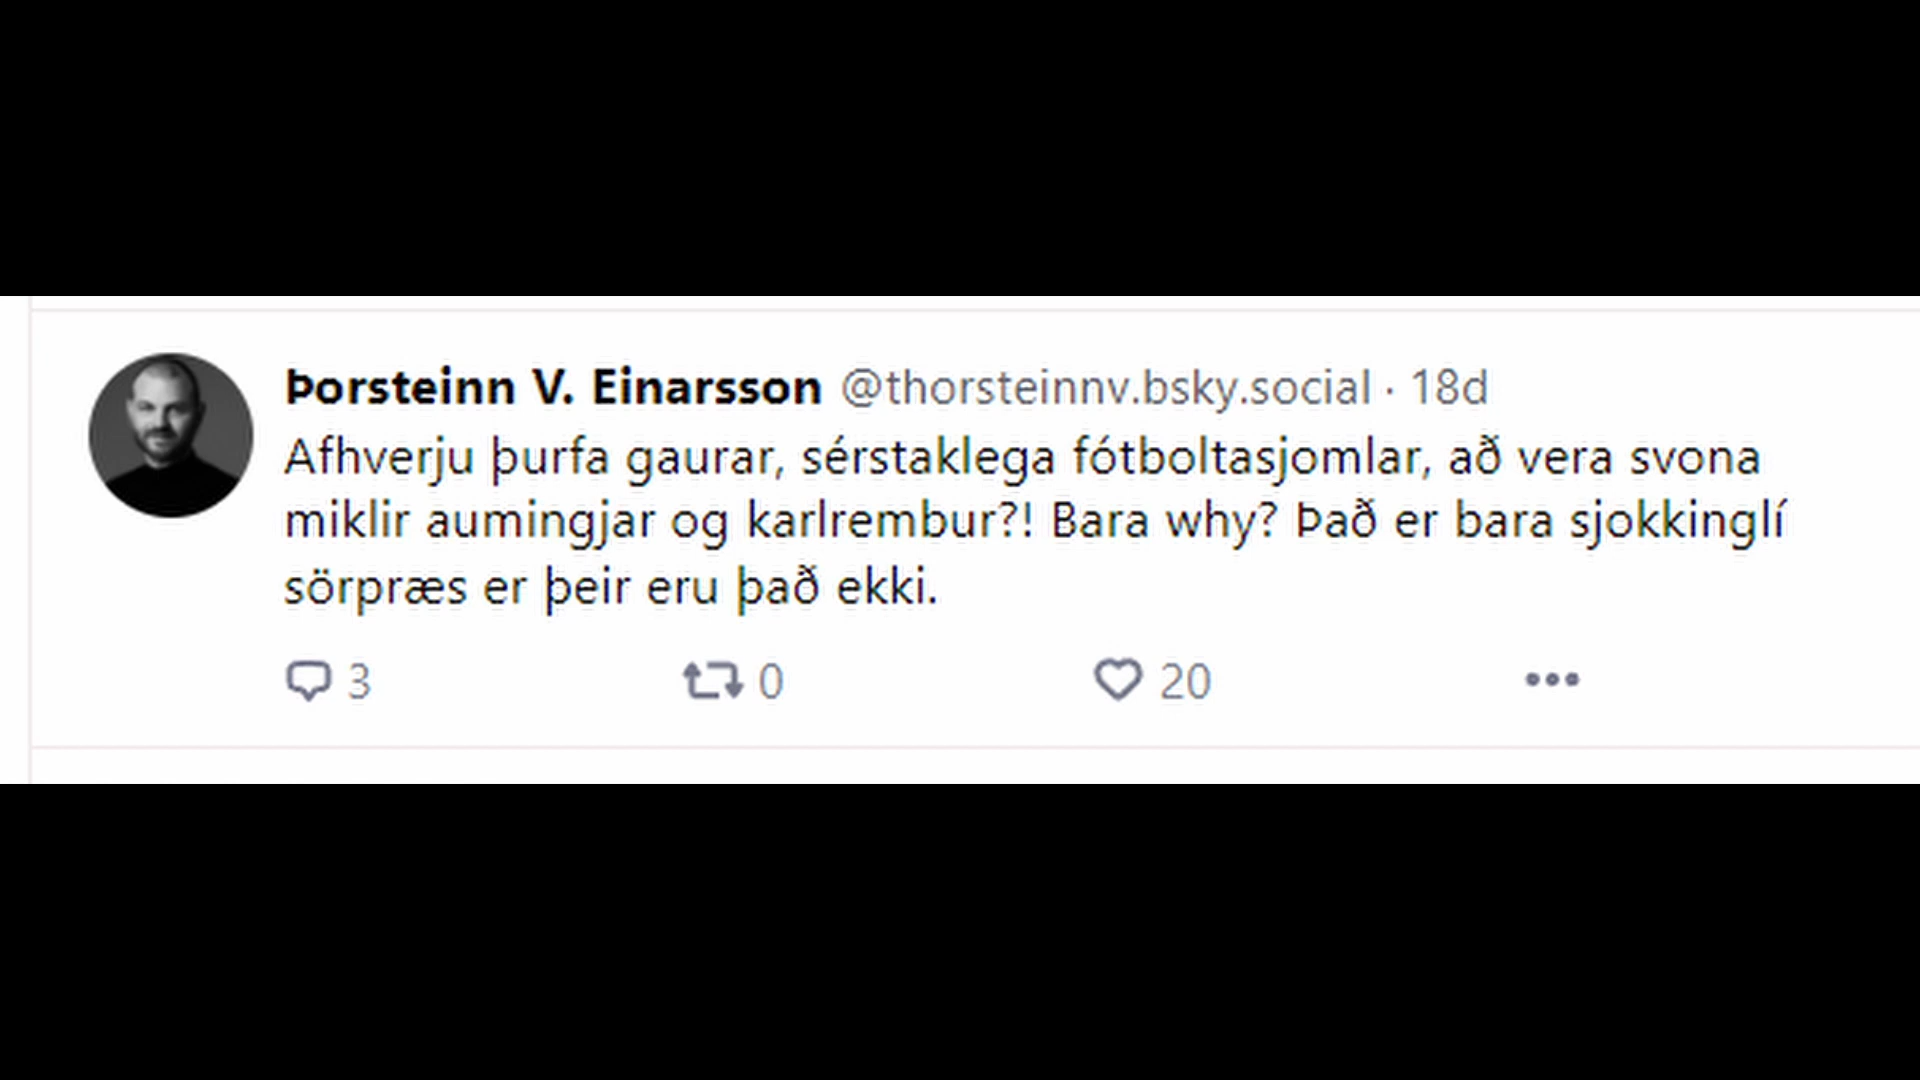 Þorsteinn V. Einarsson @thorsteinnv.bsky.social · 18d
Afhverju þurfa gaurar, sérstaklega fótboltasjomlar, að vera svona
miklir aumingjar og karlrembur?! Bara why? Það er bara sjokkinglí
sörpræs er þeir eru það ekki.
3 0 20